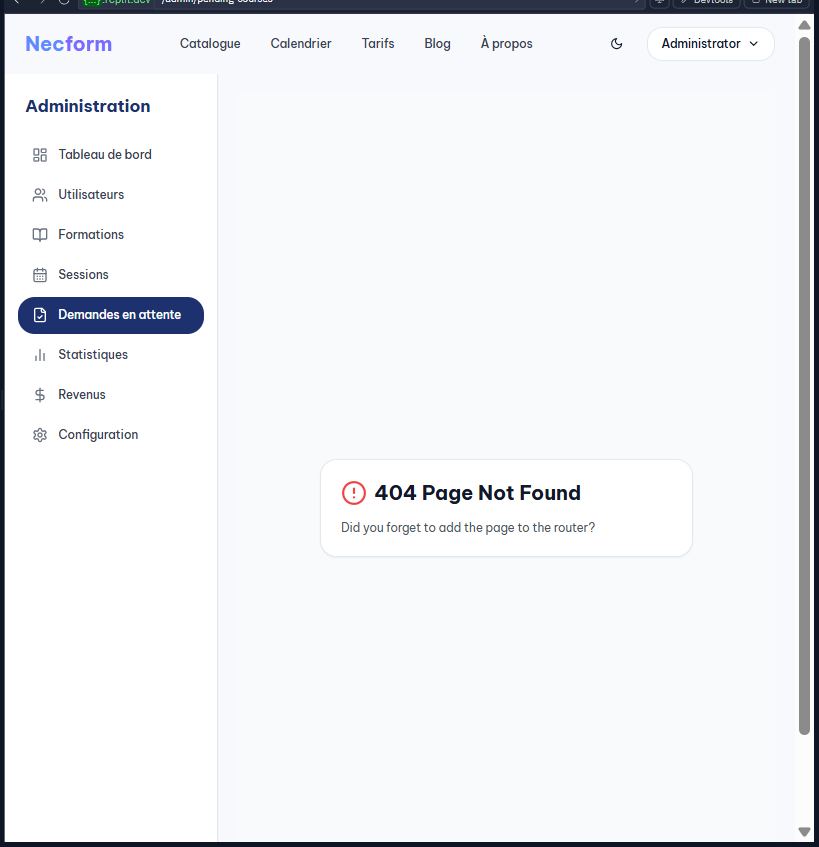 {...}.replit.dev /admin/pending-courses
Devtools
New tab
Necform
Catalogue
Calendrier
Tarifs
Blog
À propos
Administrator
Administration
Tableau de bord
Utilisateurs
Formations
Sessions
Demandes en attente
Statistiques
Revenus
Configuration
404 Page Not Found
Did you forget to add the page to the router?